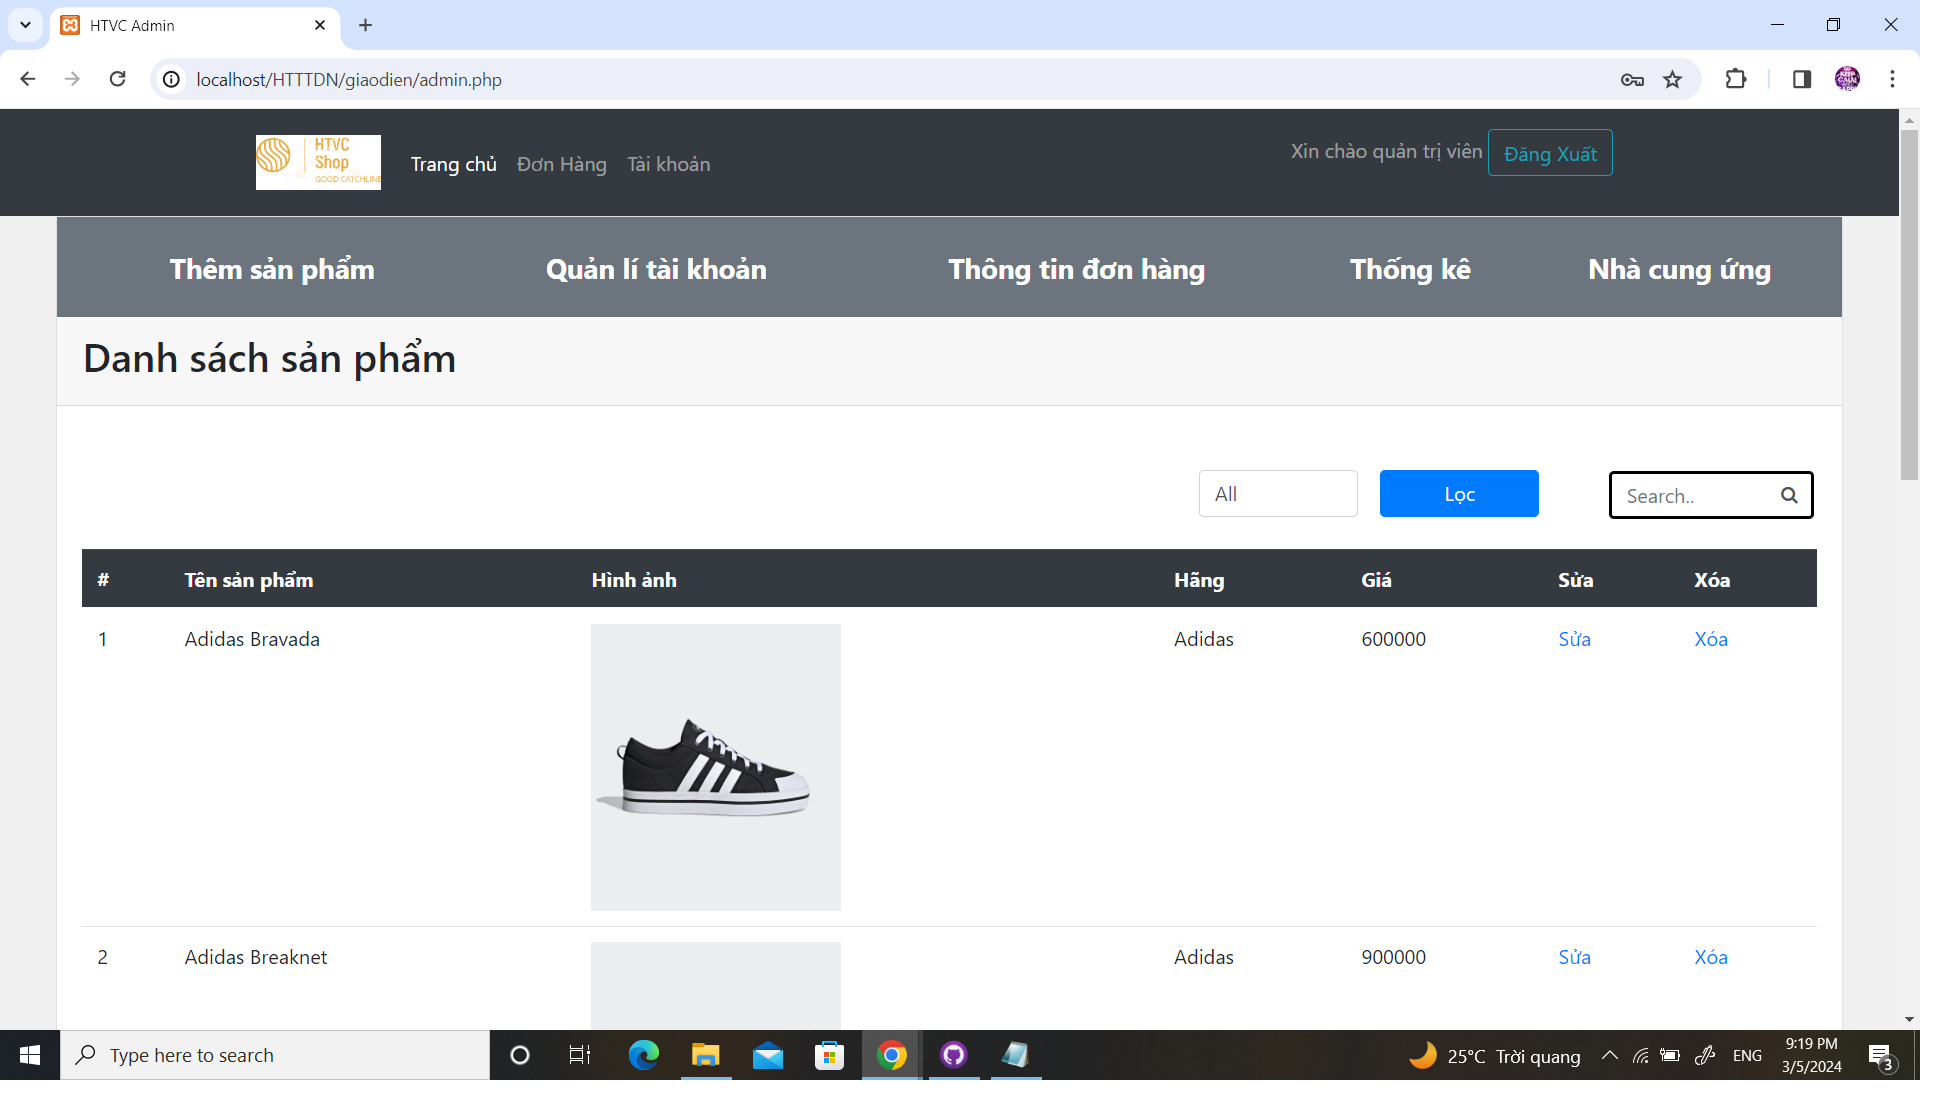 HTVC Admin
localhost/HTTTDN/giaodien/admin.php
HTVC
Shop
GOOD CATCHLINE
Trang chủ Đơn Hàng Tài khoản
Xin chào quản trị viên Đăng Xuất
Thêm sản phẩm Quản lí tài khoản Thông tin đơn hàng Thống kê Nhà cung ứng
Danh sách sản phẩm
All Lọc Search..
# Tên sản phẩm Hình ảnh Hãng Giá Sửa Xóa
1 Adidas Bravada Adidas 600000 Sửa Xóa
2 Adidas Breaknet Adidas 900000 Sửa Xóa
Type here to search
25°C Trời quang
ENG
9:19 PM
3/5/2024
3